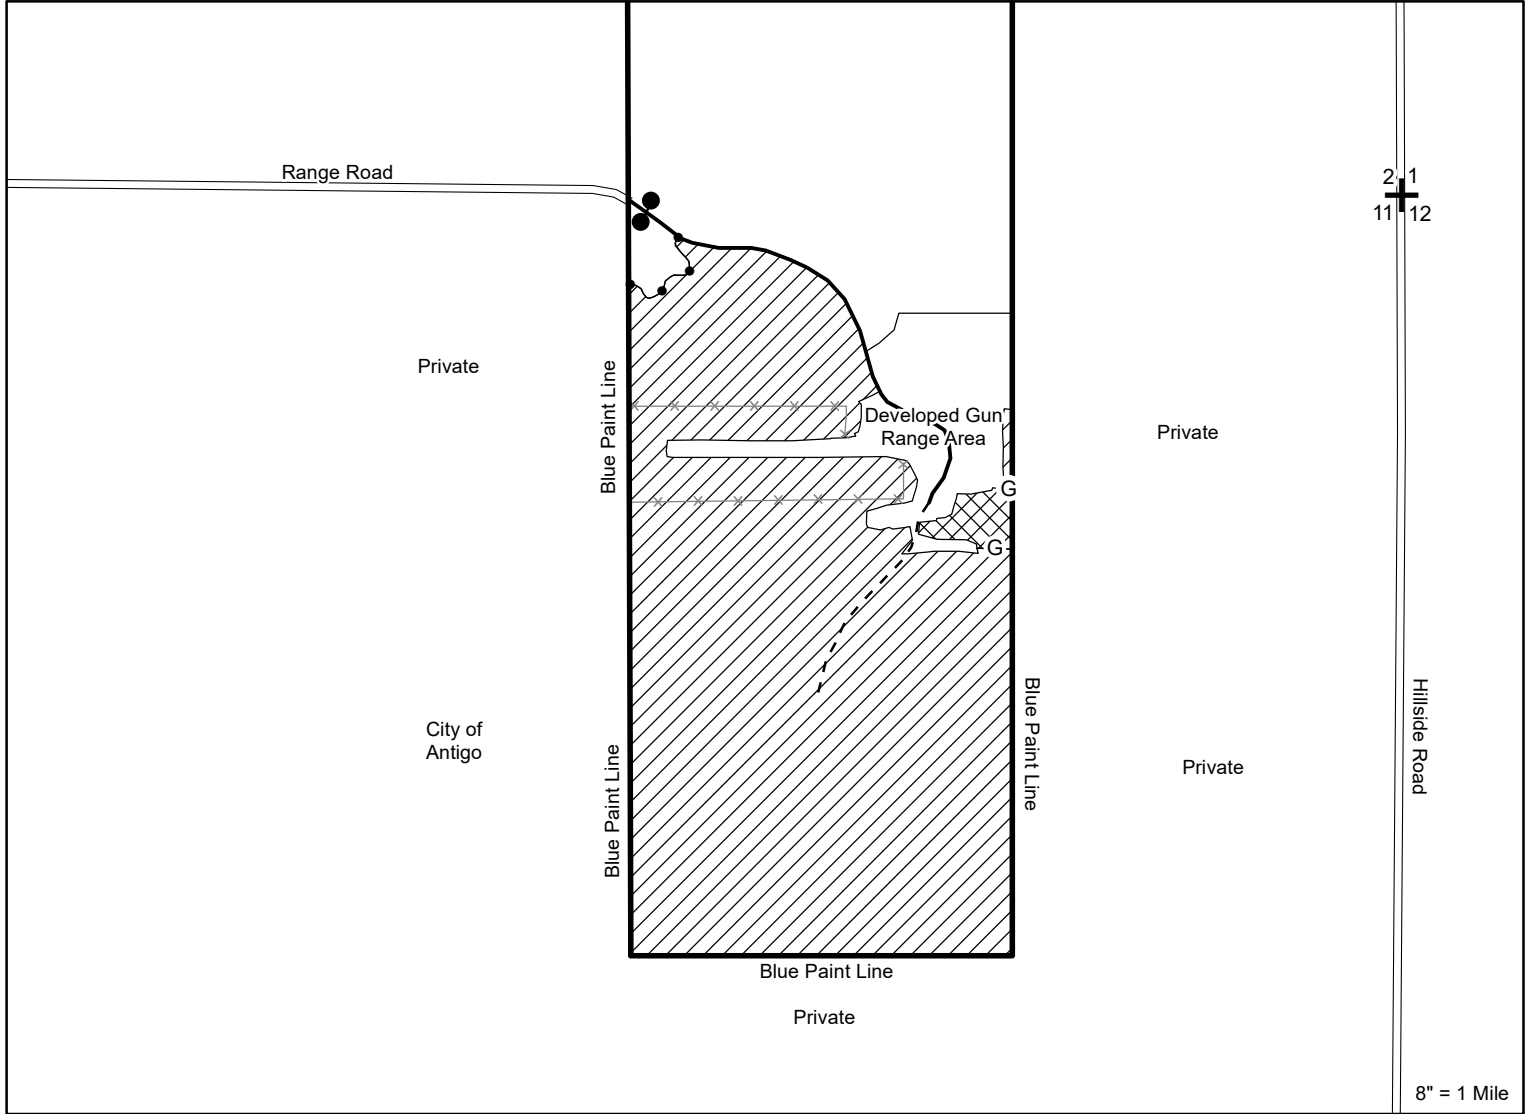 Range Road
2 1
11 12
Private
Blue Paint Line
Developed Gun
Range Area
Private
G
G
City of
Antigo
Blue Paint Line
Blue Paint Line
Private
Hillside Road
Blue Paint Line
Private
8" = 1 Mile